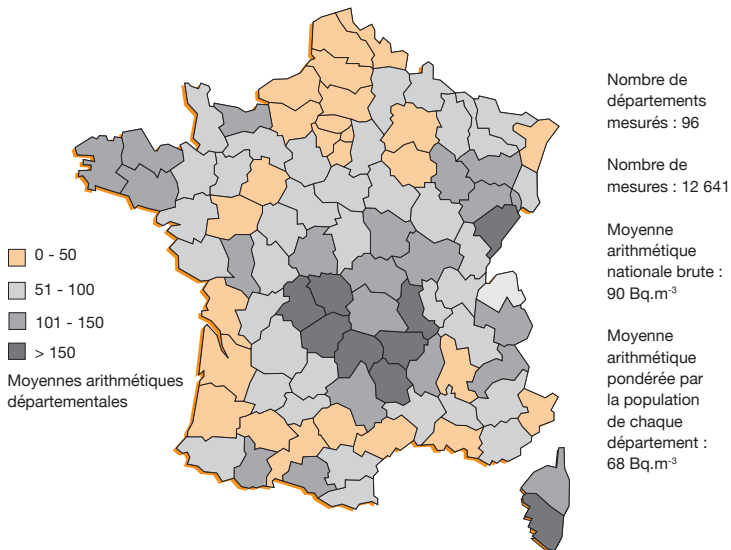 0 - 50
51 - 100
101 - 150
> 150
Moyennes arithmétiques
départementales
Nombre de
départements
mesurés : 96
Nombre de
mesures : 12 641
Moyenne
arithmétique
nationale brute :
90 Bq.m⁻³
Moyenne
arithmétique
pondérée par
la population
de chaque
département :
68 Bq.m⁻³